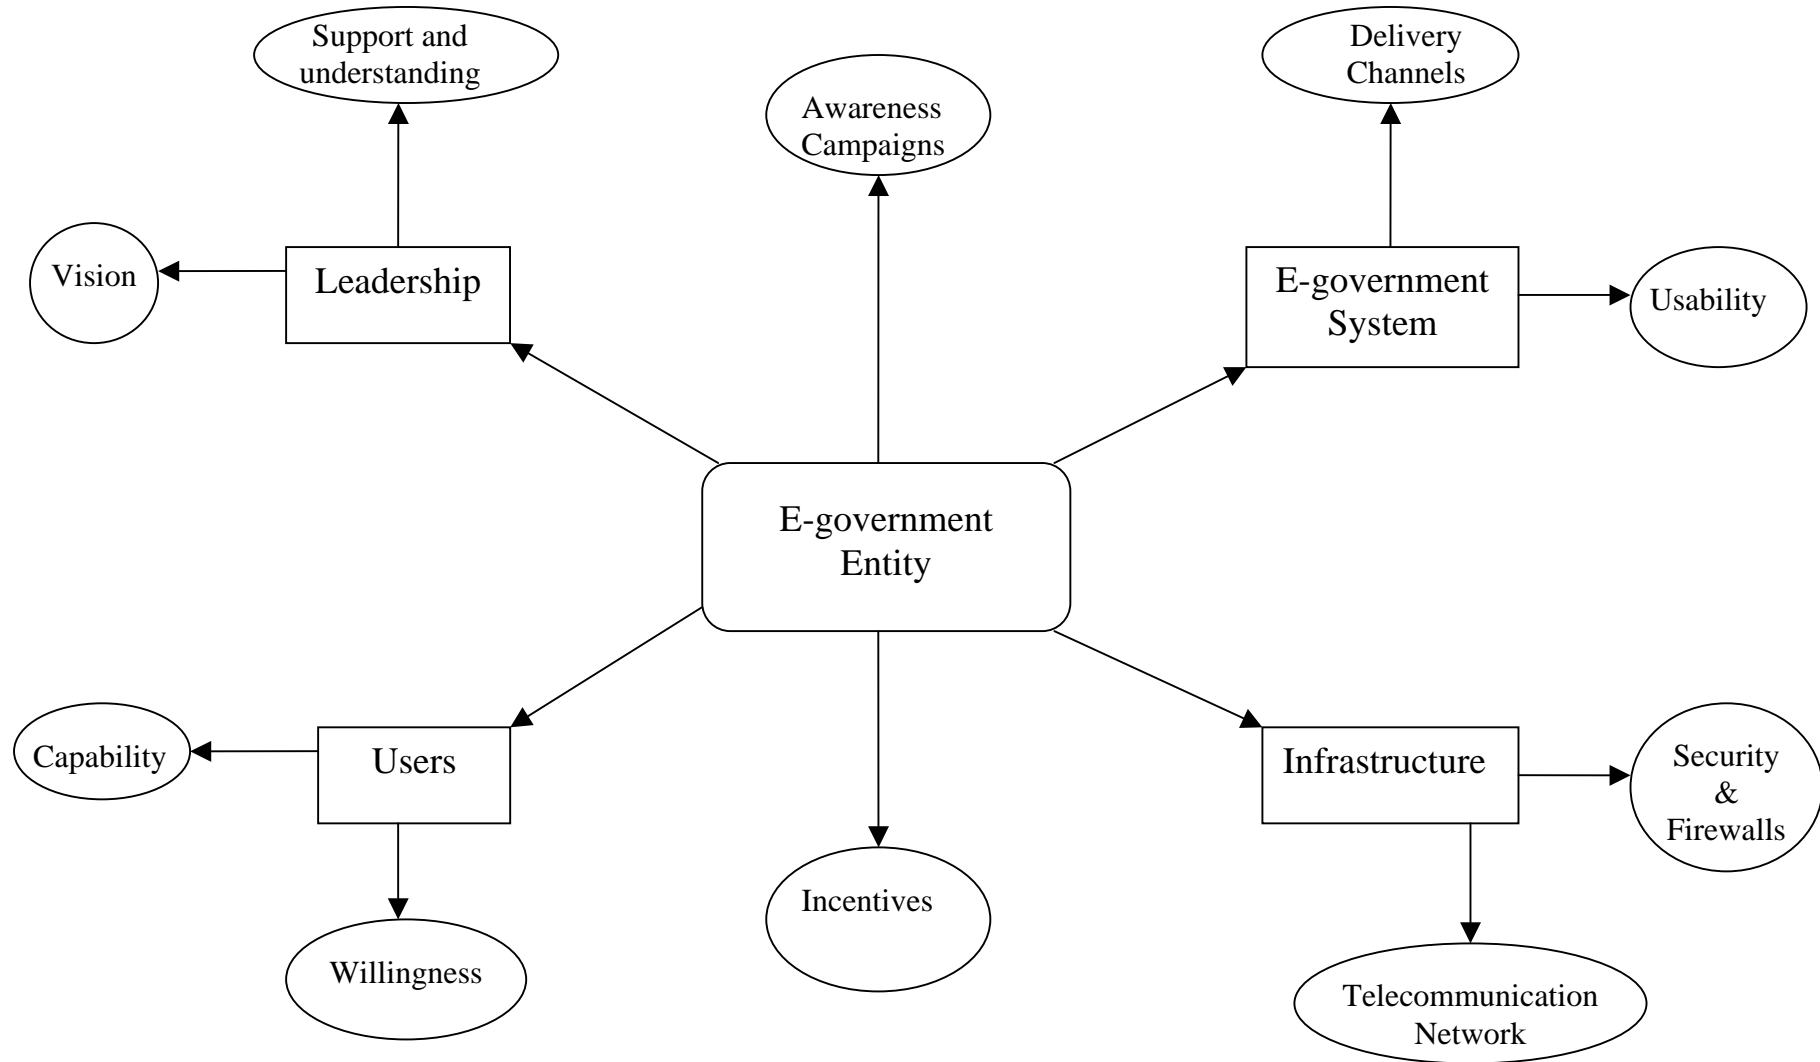 Support and
understanding
Awareness
Campaigns
Delivery
Channels
Vision
Leadership
E-government
System
Usability
E-government
Entity
Capability
Users
Infrastructure
Security
&
Firewalls
Willingness
Incentives
Telecommunication
Network